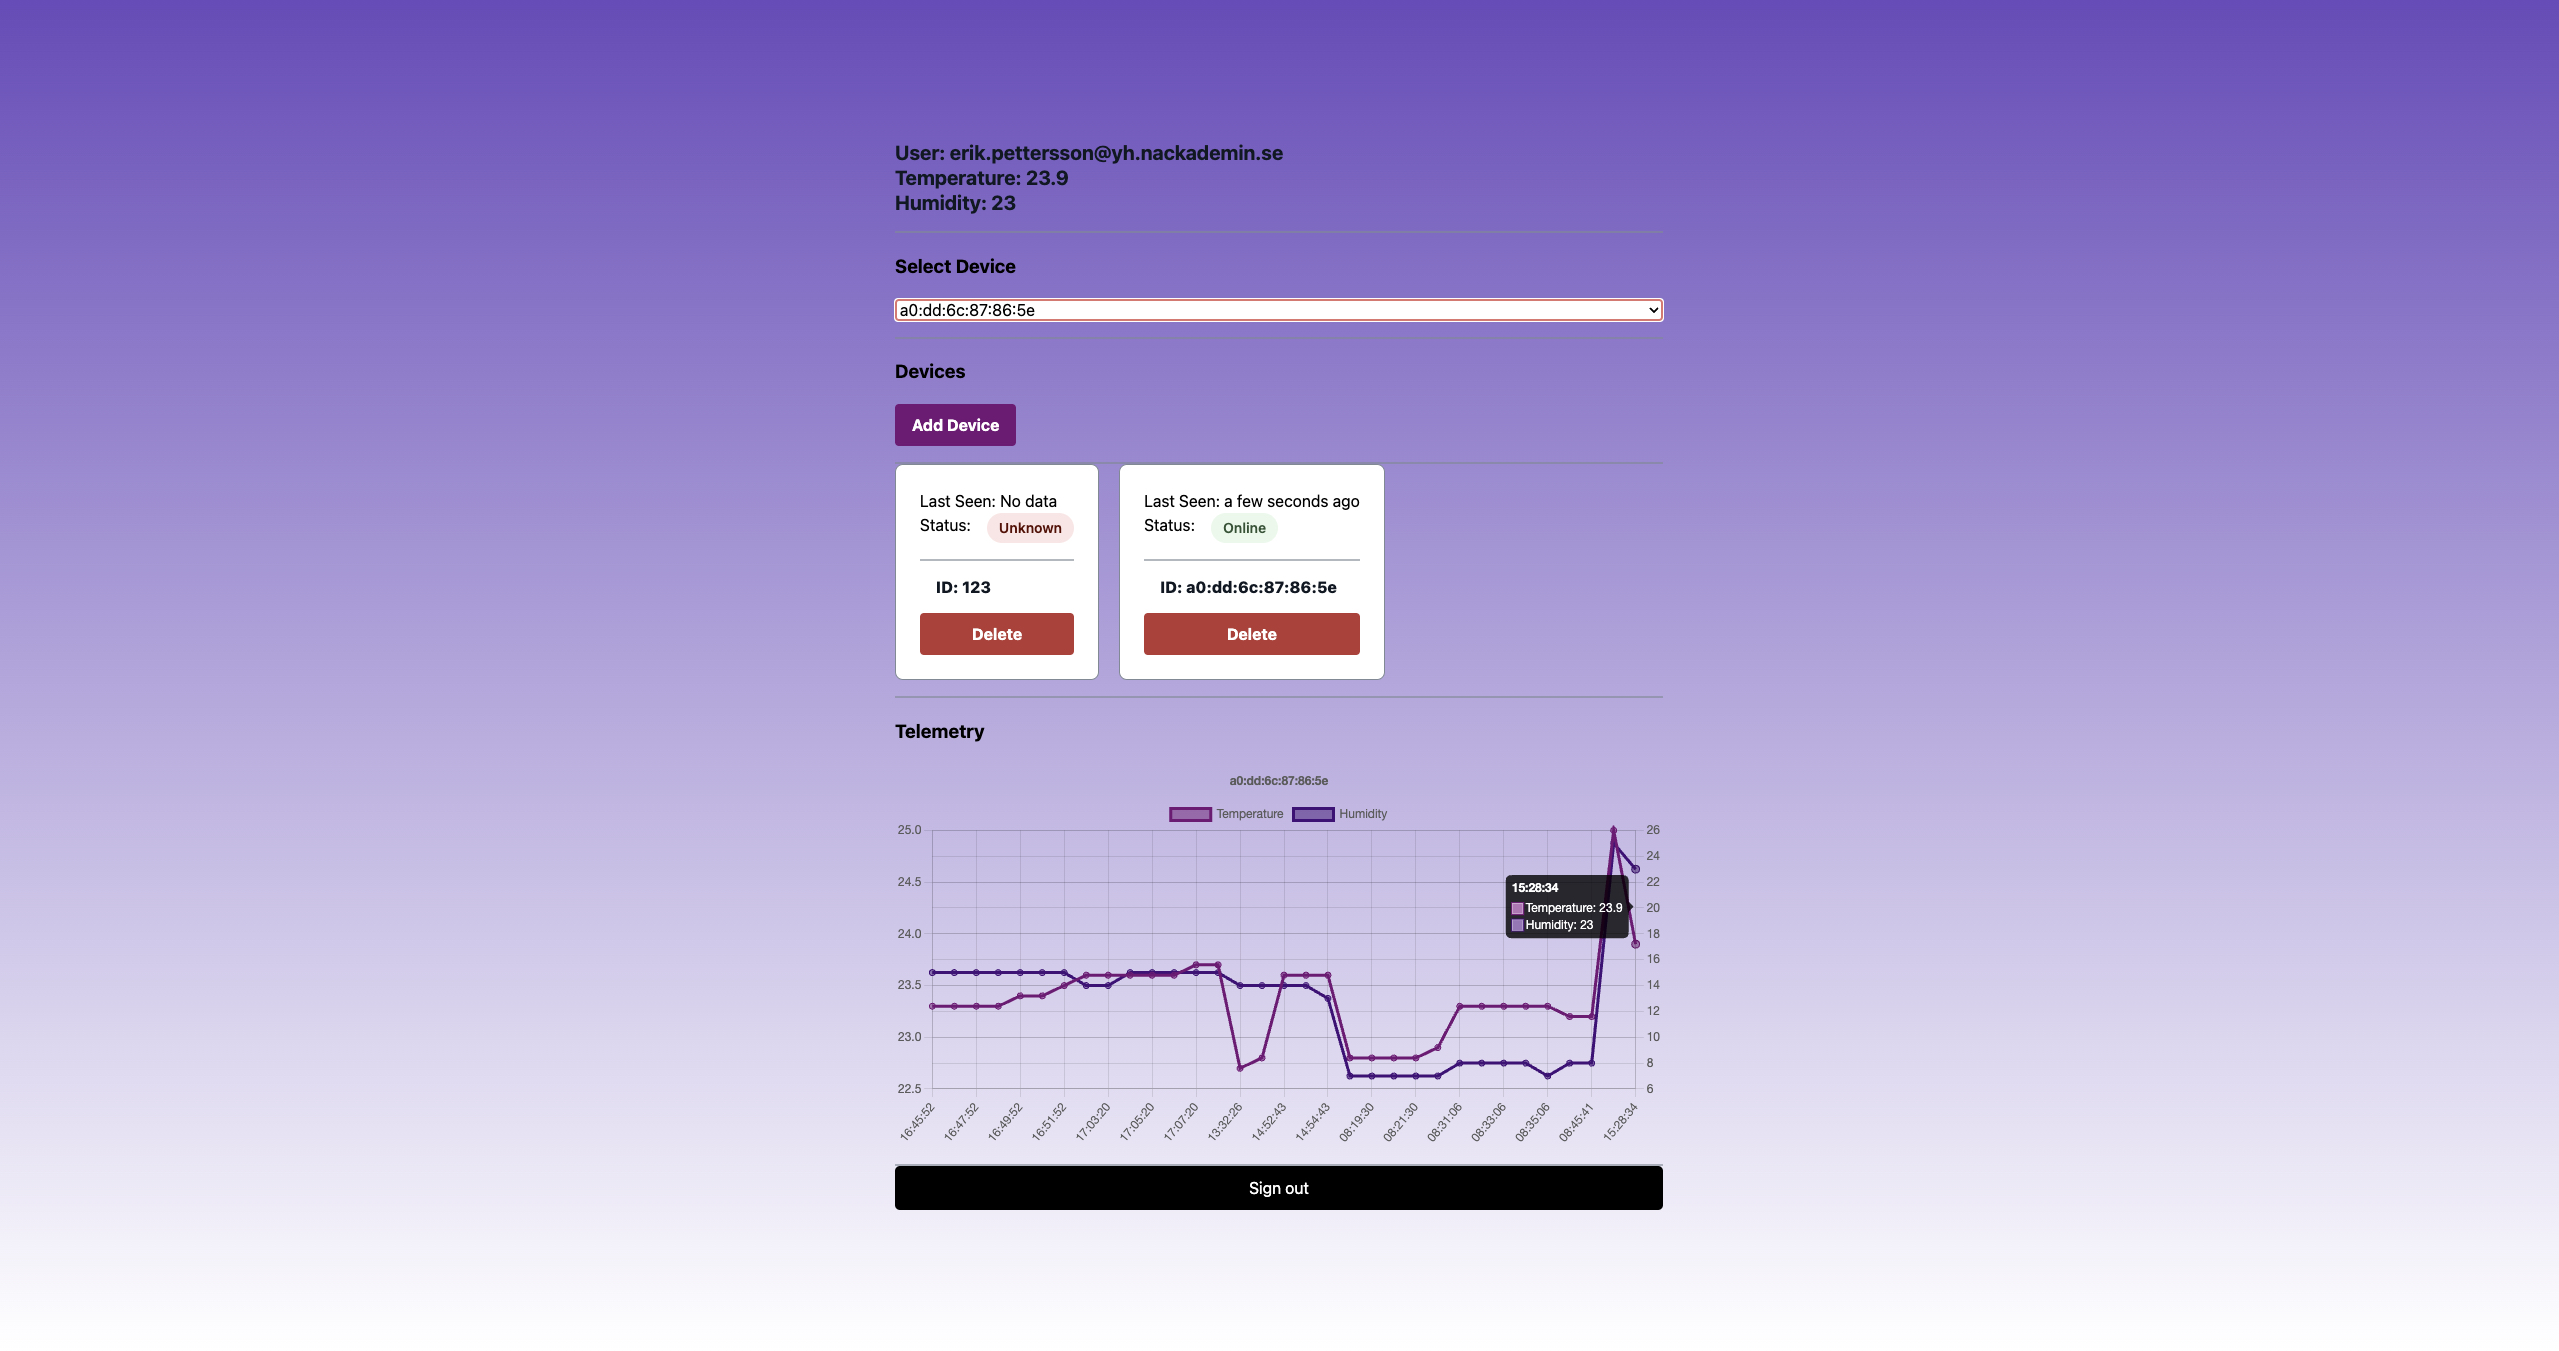 User: erik.pettersson@yh.nackademin.se
Temperature: 23.9
Humidity: 23
Select Device
a0:dd:6c:87:86:5e
Devices
Add Device
Last Seen: No data
Status: Unknown
ID: 123
Delete
Last Seen: a few seconds ago
Status: Online
ID: a0:dd:6c:87:86:5e
Delete
Telemetry
a0:dd:6c:87:86:5e
Temperature Humidity
25.0
24.5
24.0
23.5
23.0
22.5
26
24
22
20
18
16
14
12
10
8
6
15:28:34
Temperature: 23.9
Humidity: 23
16:45:52
16:47:52
16:49:52
16:51:52
17:03:20
17:05:20
17:07:20
13:32:26
14:52:43
14:54:43
08:19:30
08:21:30
08:31:06
08:33:06
08:35:06
08:45:41
15:28:34
Sign out